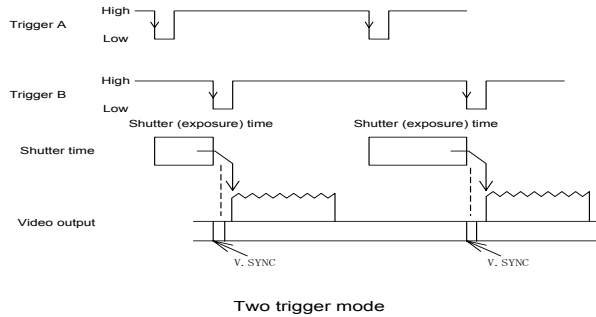 High
Trigger A
Low
High
Trigger B
Low
Shutter (exposure) time Shutter (exposure) time
Shutter time
Video output
V. SYNC V. SYNC
Two trigger mode